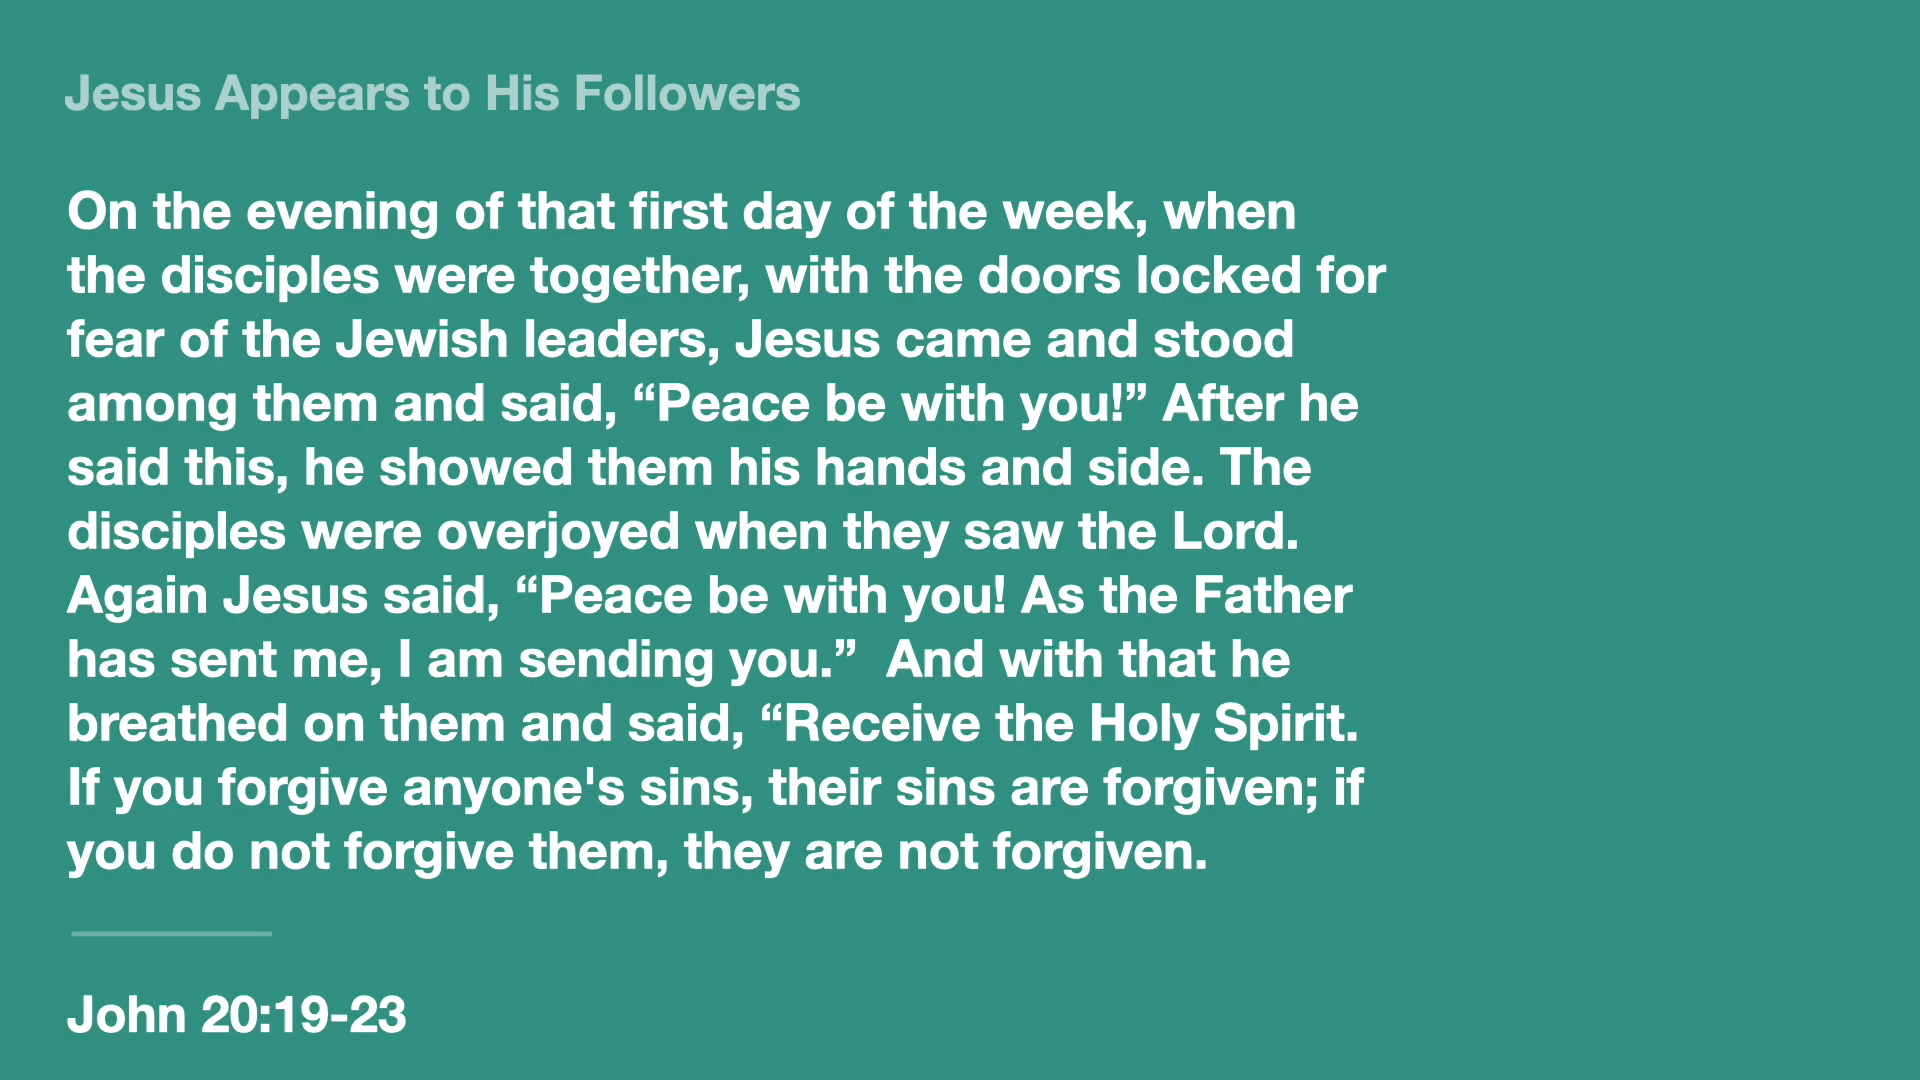 Jesus Appears to His Followers
On the evening of that first day of the week, when
the disciples were together, with the doors locked for
fear of the Jewish leaders, Jesus came and stood
among them and said, “Peace be with you!” After he
said this, he showed them his hands and side. The
disciples were overjoyed when they saw the Lord.
Again Jesus said, “Peace be with you! As the Father
has sent me, I am sending you.”  And with that he
breathed on them and said, “Receive the Holy Spirit.
If you forgive anyone's sins, their sins are forgiven; if
you do not forgive them, they are not forgiven.
John 20:19-23